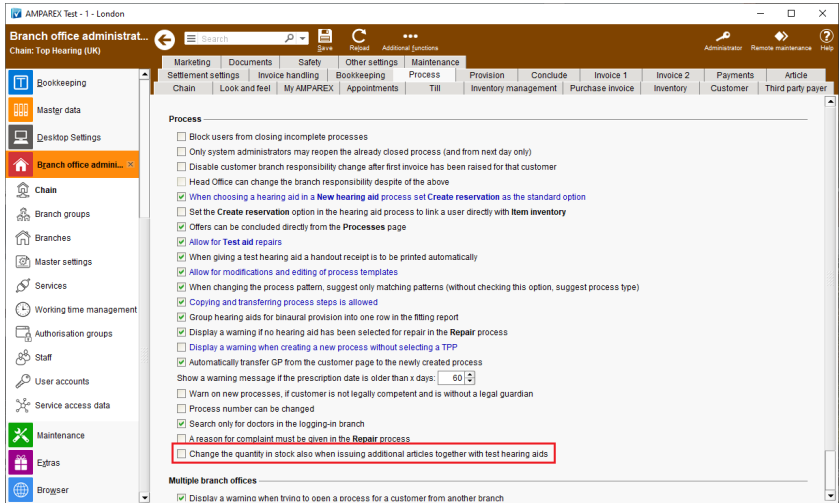 AMPAREX Test - 1 - London
Branch office administrat...
Chain: Top Hearing (UK)
Search
Save
Reload
Additional functions
Administrator
Remote maintenance
Help
Marketing
Documents
Safety
Other settings
Maintenance
Settlement settings
Invoice handling
Bookkeeping
Process
Provision
Conclude
Invoice 1
Invoice 2
Payments
Article
Chain
Look and feel
My AMPAREX
Appointments
Till
Inventory management
Purchase invoice
Inventory
Customer
Third party payer
Bookkeeping
Master data
Desktop Settings
Branch office admini... ×
Chain
Branch groups
Branches
Master settings
Services
Working time management
Authorisation groups
Staff
User accounts
Service access data
Maintenance
Extras
Browser
Process
Block users from closing incomplete processes
Only system administrators may reopen the already closed process (and from next day only)
Disable customer branch responsibility change after first invoice has been raised for that customer
Head Office can change the branch responsibility despite of the above
When choosing a hearing aid in a New hearing aid process set Create reservation as the standard option
Set the Create reservation option in the hearing aid process to link a user directly with Item inventory
Offers can be concluded directly from the Processes page
Allow for Test aid repairs
When giving a test hearing aid a handout receipt is to be printed automatically
Allow for modifications and editing of process templates
When changing the process pattern, suggest only matching patterns (without checking this option, suggest process type)
Copying and transferring process steps is allowed
Group hearing aids for binaural provision into one row in the fitting report
Display a warning if no hearing aid has been selected for repair in the Repair process
Display a warning when creating a new process without selecting a TPP
Automatically transfer GP from the customer page to the newly created process
Show a warning message if the prescription date is older than x days: 60
Warn on new processes, if customer is not legally competent and is without a legal guardian
Process number can be changed
Search only for doctors in the logging-in branch
A reason for complaint must be given in the Repair process
Change the quantity in stock also when issuing additional articles together with test hearing aids
Multiple branch offices
Display a warning when trying to open a process for a customer from another branch